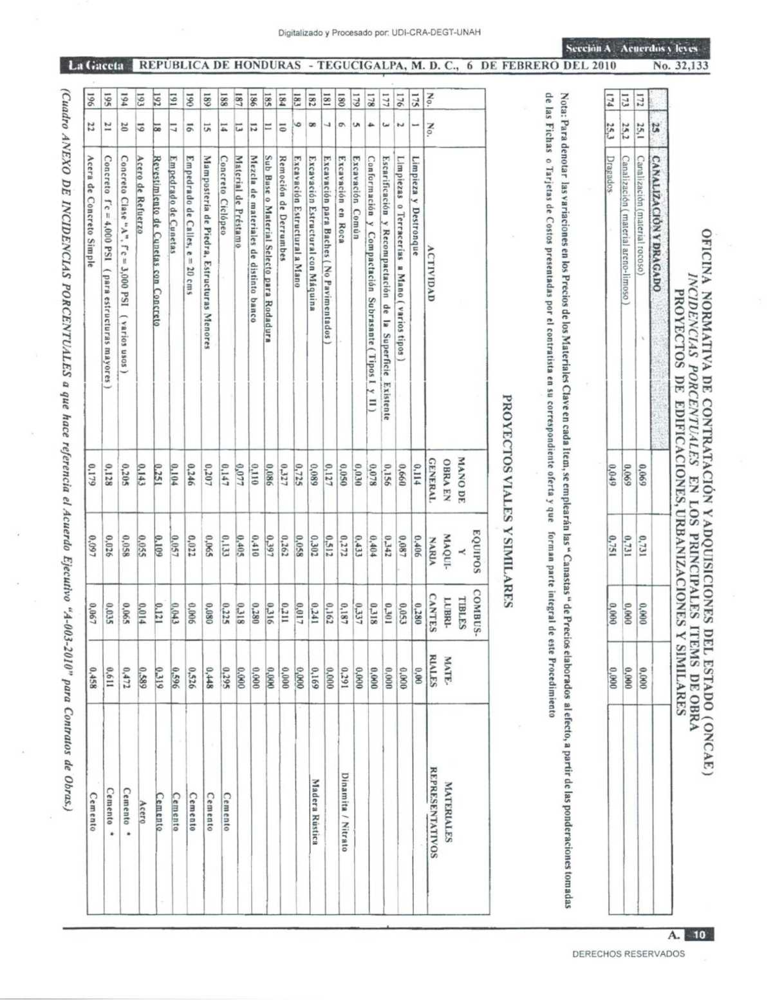 Digitalizado y Procesado por: UDI-CRA-DEGT-UNAH
Sección A Acuerdos y leyes
La Gaceta REPÚBLICA DE HONDURAS - TEGUCIGALPA, M. D. C., 6 DE FEBRERO DEL 2010 No. 32,133
OFICINA NORMATIVA DE CONTRATACIÓN Y ADQUISICIONES DEL ESTADO ( ONCAE )
INCIDENCIAS PORCENTUALES EN LOS PRINCIPALES ITEMS DE OBRA
PROYECTOS DE EDIFICACIONES, URBANIZACIONES Y SIMILARES
25 CANALIZACIÓN Y DRAGADO
172 25,1 Canalización (material rocoso) 0,069 0,731 0,000 0,000
173 25,2 Canalización ( material areno-limoso ) 0,069 0,731 0,000 0,000
174 25,3 Dragados 0,049 0,751 0,000 0,000
Nota: Para denotar las variaciones en los Precios de los Materiales Clave en cada Item, se emplearán las “ Canastas “ de Precios elaborados al efecto, a partir de las ponderaciones tomadas
de las Fichas o Tarjetas de Costos presentadas por el contratista en su correspondiente oferta y que forman parte integral de este Procedimiento
PROYECTOS VIALES Y SIMILARES
No. No. ACTIVIDAD MANO DE OBRA EN GENERAL EQUIPOS Y MAQUI- NARIA COMBUS- TIBLES LUBRI- CANTES MATE- RIALES MATERIALES REPRESENTATIVOS
175 1 Limpieza y Destronque 0,114 0,406 0,280 0,00
176 2 Limpiezas o Terracerías a Mano ( varios tipos ) 0,660 0,087 0,053 0,000
177 3 Escarificación y Recompactación de la Superficie Existente 0,156 0,342 0,301 0,000
178 4 Conformación y Compactación Subrasante ( Tipos I y II ) 0,078 0,404 0,318 0,000
179 5 Excavación Común 0,030 0,433 0,337 0,000
180 6 Excavación en Roca 0,050 0,272 0,187 0,291 Dinamita / Nitrato
181 7 Excavación para Baches ( No Pavimentados ) 0,127 0,512 0,162 0,000
182 8 Excavación Estructural con Máquina 0,089 0,302 0,241 0,169 Madera Rústica
183 9 Excavación Estructural a Mano 0,725 0,058 0,017 0,000
184 10 Remoción de Derrumbes 0,327 0,262 0,211 0,000
185 11 Sub Base o Material Selecto para Rodadura 0,086 0,397 0,316 0,000
186 12 Mezcla de materiales de distinto banco 0,110 0,410 0,280 0,000
187 13 Material de Préstamo 0,077 0,405 0,318 0,000
188 14 Concreto Ciclópeo 0,147 0,133 0,225 0,295 Cemento
189 15 Mampostería de Piedra, Estructuras Menores 0,207 0,065 0,080 0,448 Cemento
190 16 Empedrado de Calles, e = 20 cms 0,246 0,022 0,006 0,526 Cemento
191 17 Empedrado de Cunetas 0,104 0,057 0,043 0,596 Cemento
192 18 Revestimiento de Cunetas con Concreto 0,251 0,109 0,121 0,319 Cemento
193 19 Acero de Refuerzo 0,143 0,055 0,014 0,589 Acero
194 20 Concreto Clase “A”, f'c = 3,000 PSI ( varios usos ) 0,205 0,058 0,065 0,472 Cemento *
195 21 Concreto f'c = 4,000 PSI ( para estructuras mayores ) 0,128 0,026 0,035 0,611 Cemento *
196 22 Acera de Concreto Simple 0,179 0,097 0,067 0,458 Cemento
(Cuadro ANEXO DE INCIDENCIAS PORCENTUALES a que hace referencia el Acuerdo Ejecutivo “A-003-2010” para Contratos de Obras.)
A. 10
DERECHOS RESERVADOS